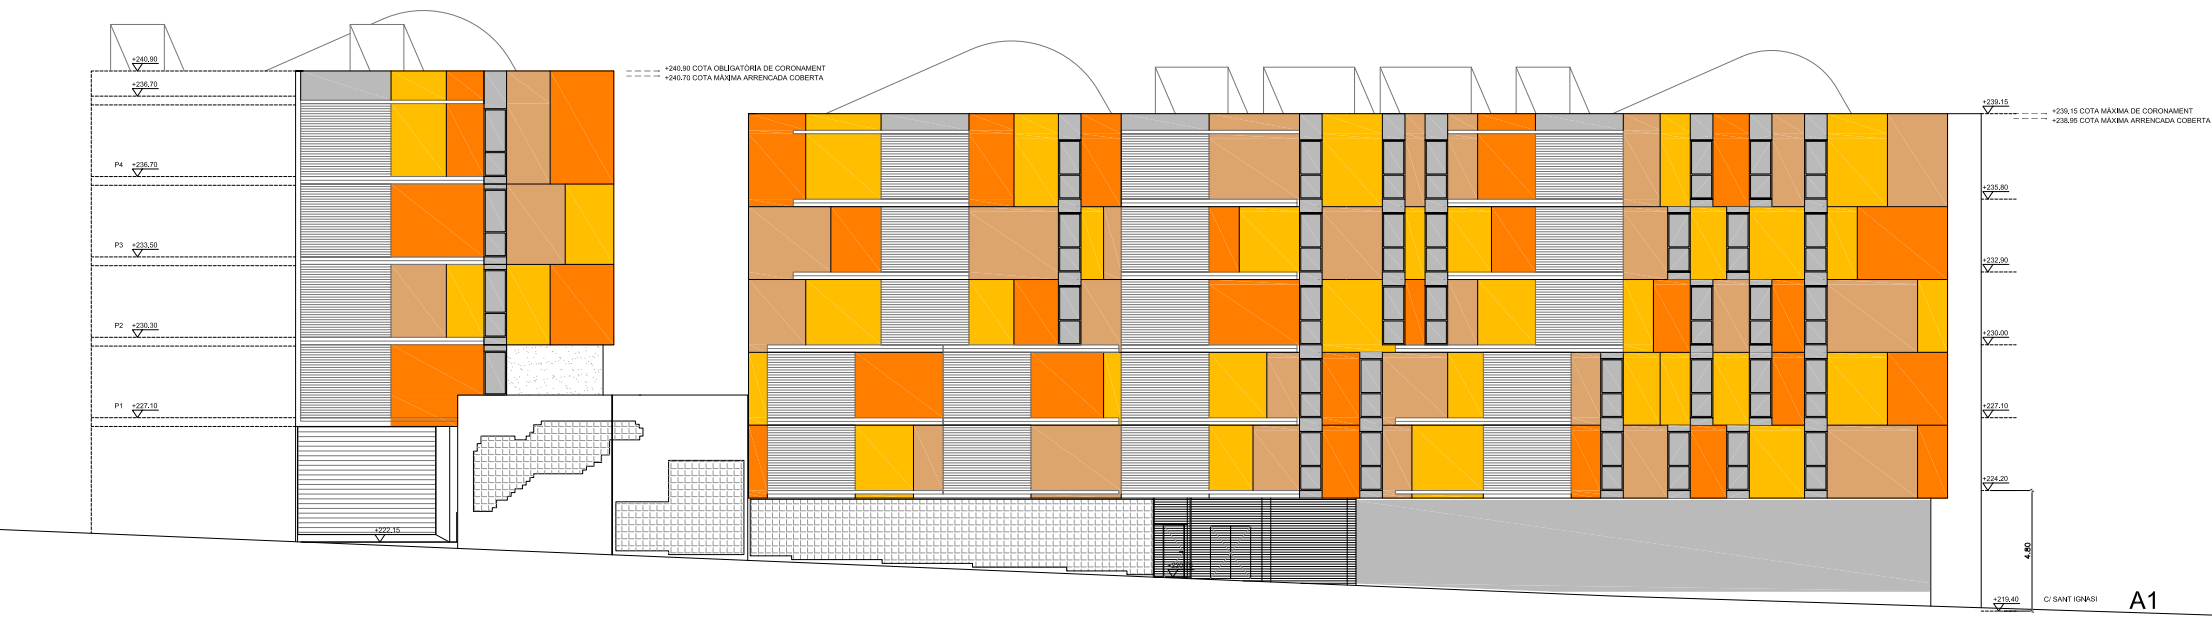 +240.90
+236.70
P4 +236.70
P3 +233.50
P2 +230.30
P1 +227.10
+222.15
+240.90 COTA OBLIGATÒRIA DE CORONAMENT
+240.70 COTA MÀXIMA ARRENCADA COBERTA
+239.15
+239,15 COTA MÀXIMA DE CORONAMENT
+238.95 COTA MÀXIMA ARRENCADA COBERTA
+235.80
+232.90
+230.00
+227.10
+224.20
4.80
+219.40
C/ SANT IGNASI
A1